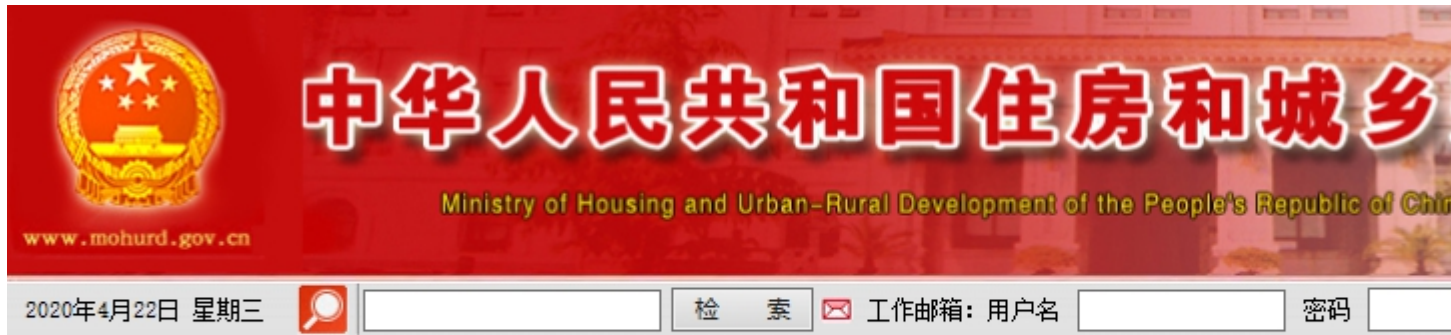 中华人民共和国住房和城乡
Ministry of Housing and Urban-Rural Development of the People's Republic of
www.mohurd.gov.cn
2020年4月22日 星期三 检 索 工作邮箱：用户名 密码